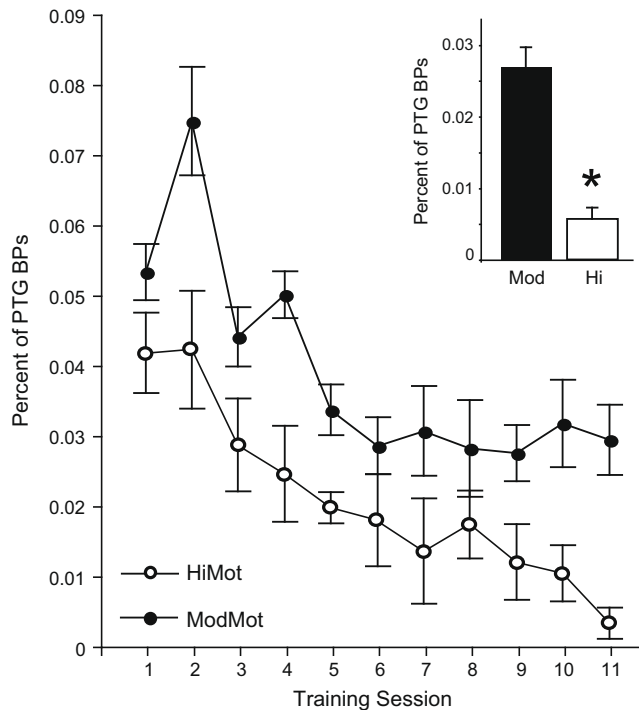 0.09
0.08
0.07
0.06
0.05
0.04
0.03
0.02
0.01
0
Percent of PTG BPs
HiMot
ModMot
1 2 3 4 5 6 7 8 9 10 11
Training Session
0.03
0.02
0.01
0
Percent of PTG BPs
*
Mod Hi